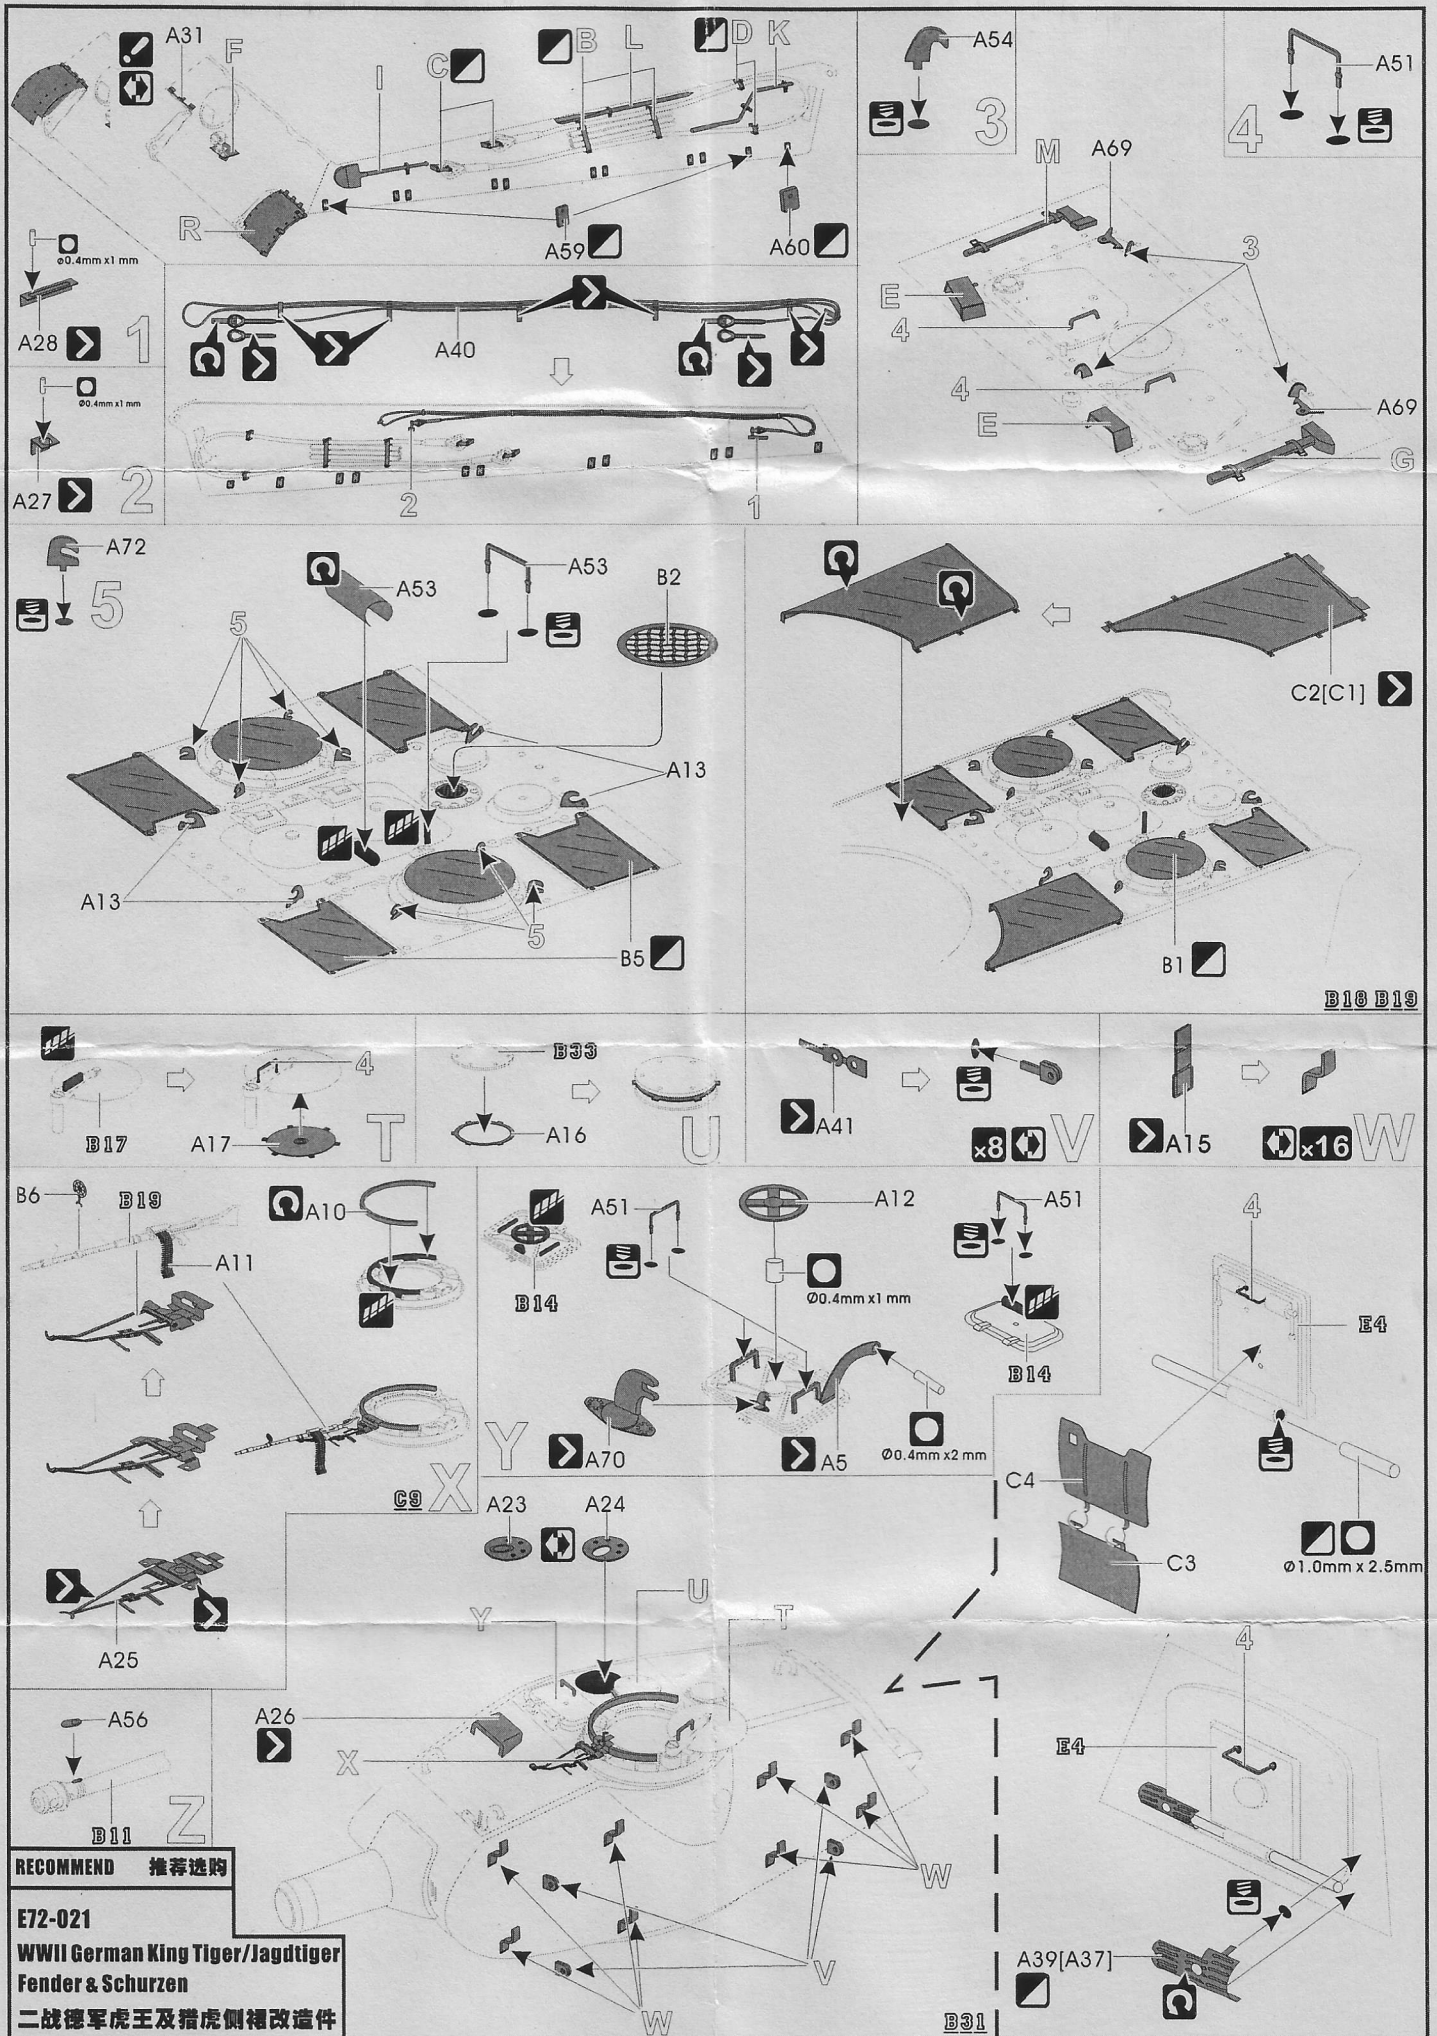 A31
F
I
C
B
L
D
K
R
A59
A60
ø0.4mm x1 mm
A28
1
A40
Ø0.4mm x1 mm
A27
2
2
1
A54
3
A51
4
M
A69
3
E
4
4
E
A69
G
A72
5
A53
A53
B2
5
A13
A13
5
B5
C2[C1]
B1
B18 B19
4
B17
A17
T
B33
A16
U
A41
x8
V
A15
x16
W
B6
B19
A10
A11
C9
X
A25
B14
A51
A12
Ø0.4mm x1 mm
A70
A5
Ø0.4mm x2 mm
Y
A51
B14
4
E4
C4
C3
Ø1.0mm x 2.5mm
A23
A24
Y
U
T
A26
X
W
V
W
B31
A56
B11
Z
4
E4
A39[A37]
RECOMMEND 推荐选购
E72-021
WWII German King Tiger/Jagdtiger
Fender & Schurzen
二战德军虎王及猎虎侧裙改造件